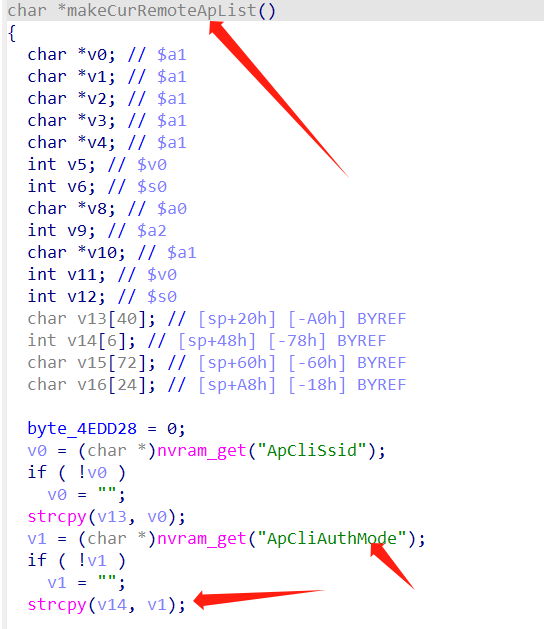 char *makeCurRemoteApList()
{
char *v0; // $a1
char *v1; // $a1
char *v2; // $a1
char *v3; // $a1
char *v4; // $a1
int v5; // $v0
int v6; // $s0
char *v8; // $a0
int v9; // $a2
char *v10; // $a1
int v11; // $v0
int v12; // $s0
char v13[40]; // [sp+20h] [-A0h] BYREF
int v14[6]; // [sp+48h] [-78h] BYREF
char v15[72]; // [sp+60h] [-60h] BYREF
char v16[24]; // [sp+A8h] [-18h] BYREF
byte_4EDD28 = 0;
v0 = (char *)nvram_get("ApCliSsid");
if ( !v0 )
v0 = "";
strcpy(v13, v0);
v1 = (char *)nvram_get("ApCliAuthMode");
if ( !v1 )
v1 = "";
strcpy(v14, v1);